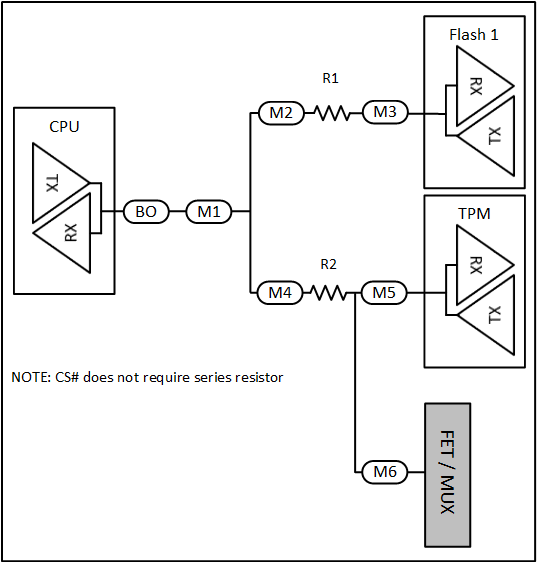 Flash 1
R1
RX
M2
M3
TX
CPU
TX
RX
BO
M1
TPM
R2
RX
M4
M5
TX
NOTE: CS# does not require series resistor
M6
FET / MUX